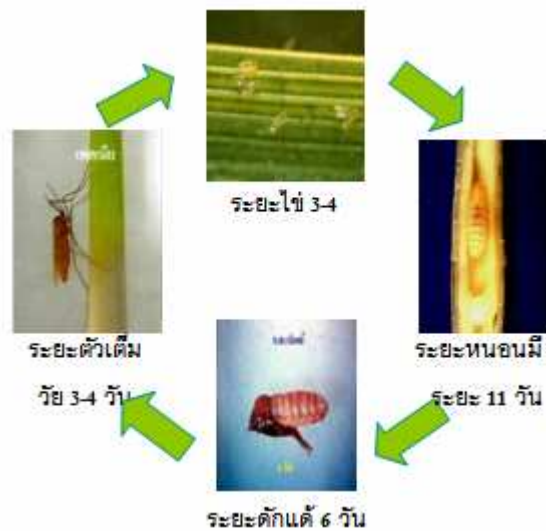 ระยะไข่ 3-4
ระยะหนอนมี
ระยะ 11 วัน
ระยะดักแด้ 6 วัน
ระยะตัวเต็ม
วัย 3-4 วัน